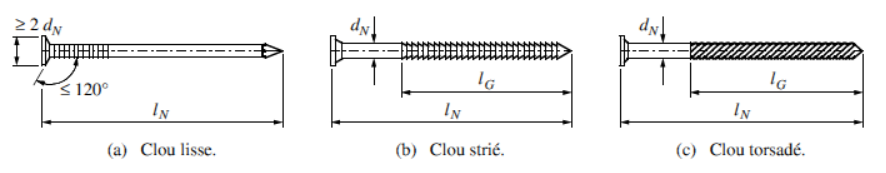 ≥ 2 d_N
≤ 120°
l_N
(a) Clou lisse.
d_N
l_G
l_N
(b) Clou strié.
d_N
l_G
l_N
(c) Clou torsadé.